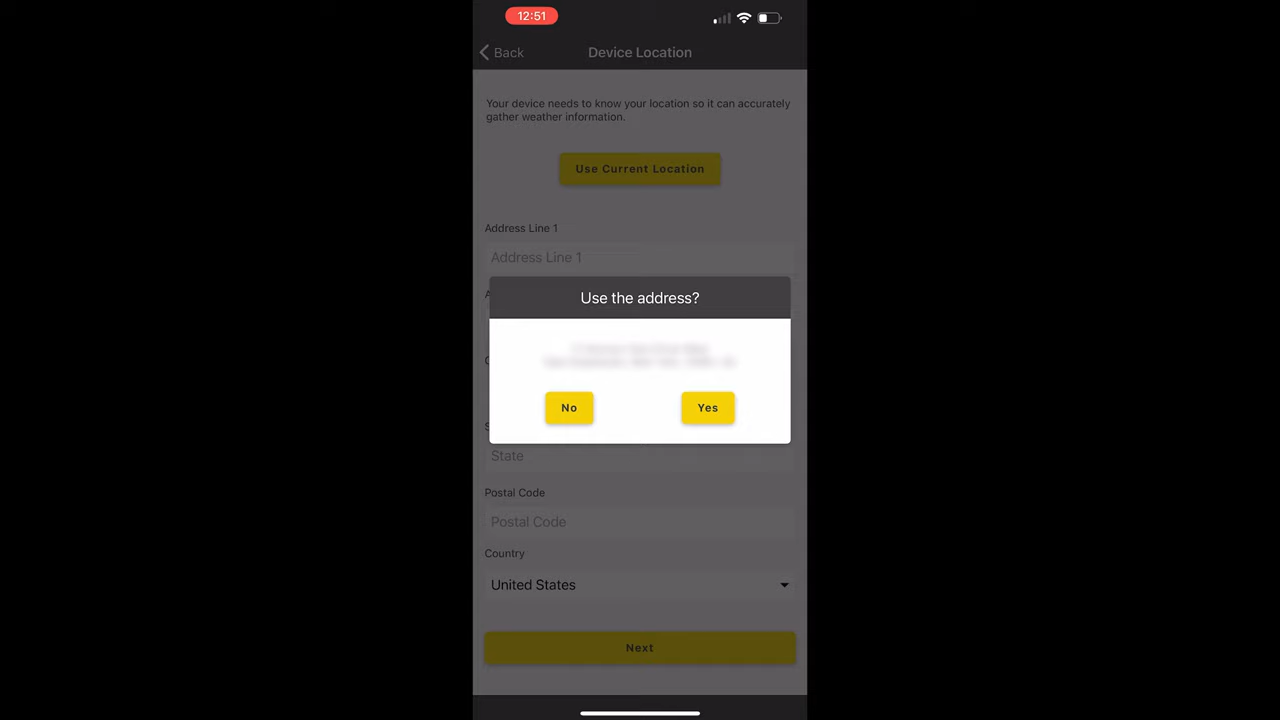 12:51
Back
Device Location
Your device needs to know your location so it can accurately
gather weather information.
Use Current Location
Address Line 1
Address Line 1
Use the address?
No
Yes
State
Postal Code
Postal Code
Country
United States
Next